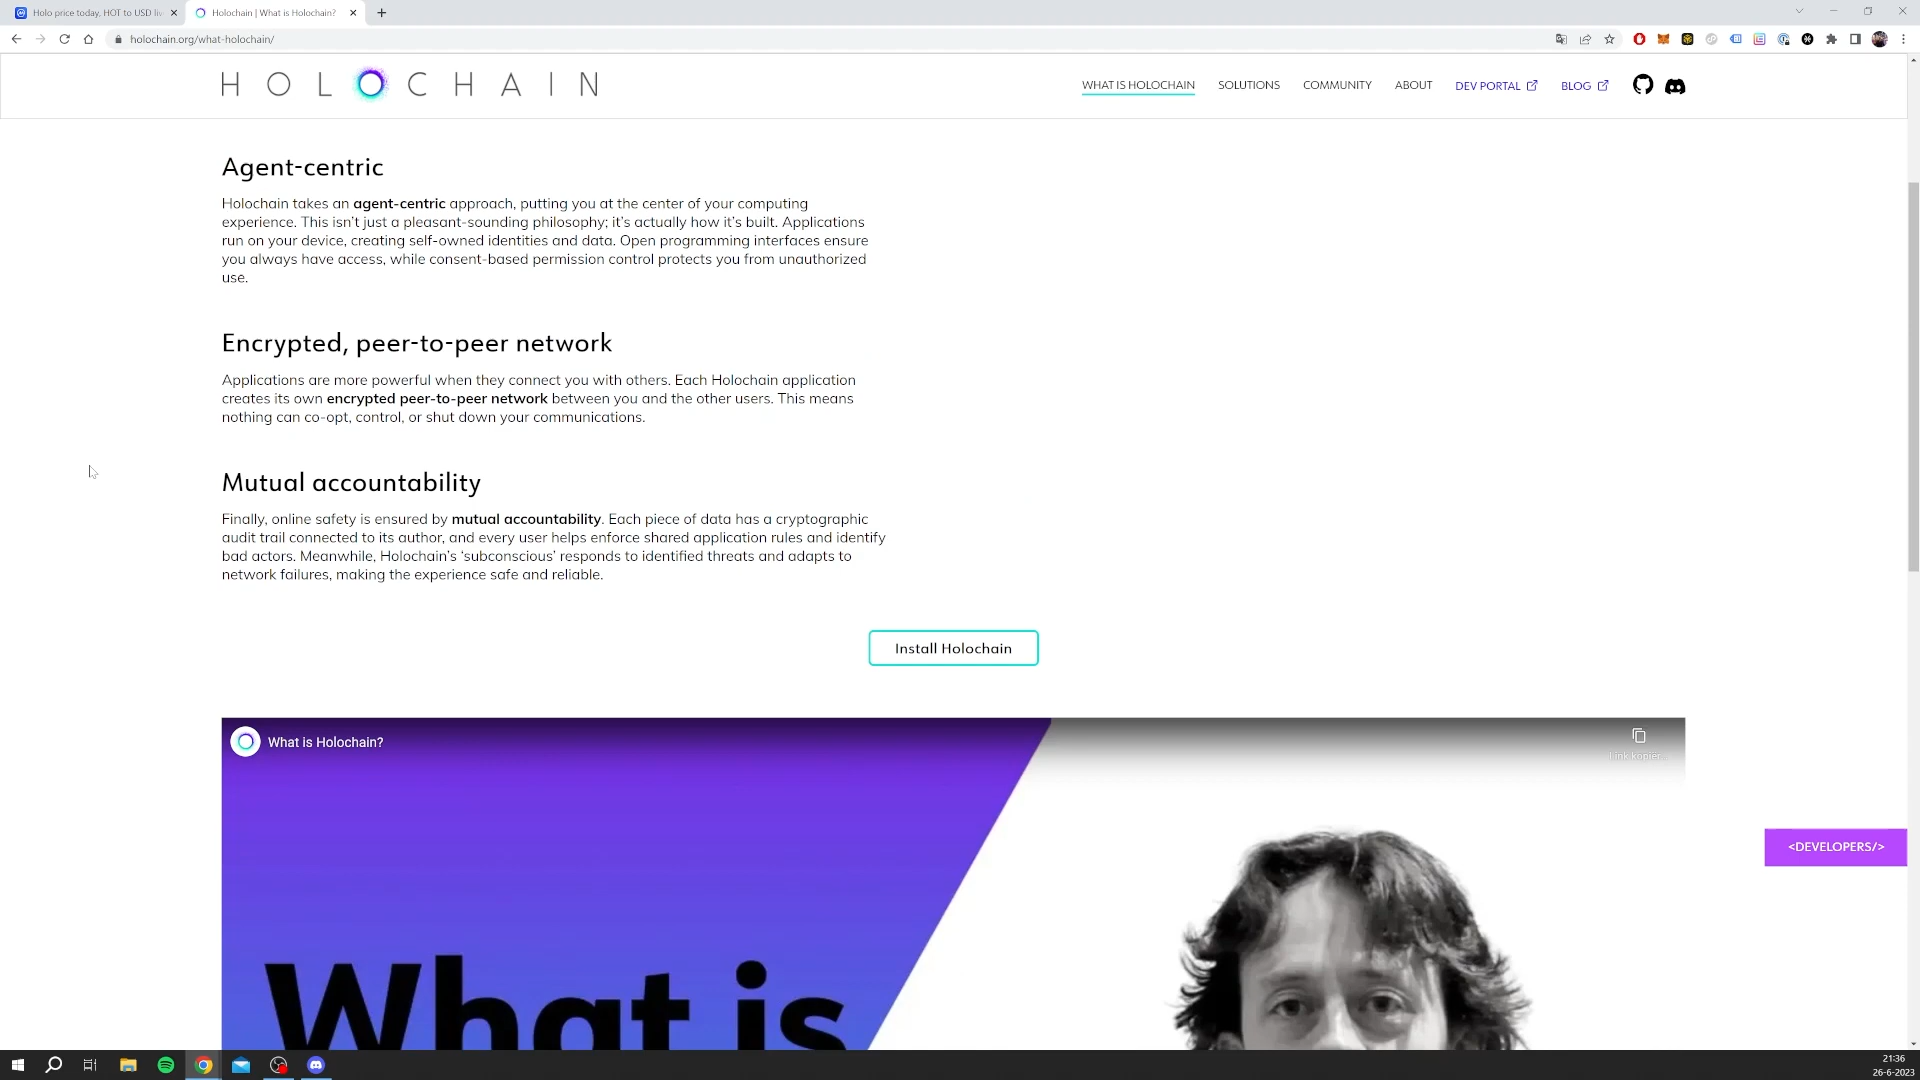 Holo price today, HOT to USD liv
Holochain | What is Holochain?
holochain.org/what-holochain/
HOLOCHAIN
WHAT IS HOLOCHAIN
SOLUTIONS
COMMUNITY
ABOUT
DEV PORTAL
BLOG
Agent-centric
Holochain takes an agent-centric approach, putting you at the center of your computing
experience. This isn't just a pleasant-sounding philosophy; it's actually how it's built. Applications
run on your device, creating self-owned identities and data. Open programming interfaces ensure
you always have access, while consent-based permission control protects you from unauthorized
use.
Encrypted, peer-to-peer network
Applications are more powerful when they connect you with others. Each Holochain application
creates its own encrypted peer-to-peer network between you and the other users. This means
nothing can co-opt, control, or shut down your communications.
Mutual accountability
Finally, online safety is ensured by mutual accountability. Each piece of data has a cryptographic
audit trail connected to its author, and every user helps enforce shared application rules and identify
bad actors. Meanwhile, Holochain's ‘subconscious’ responds to identified threats and adapts to
network failures, making the experience safe and reliable.
Install Holochain
What is Holochain?
Link kopiër...
<DEVELOPERS/>
What is
21:36
26-6-2023